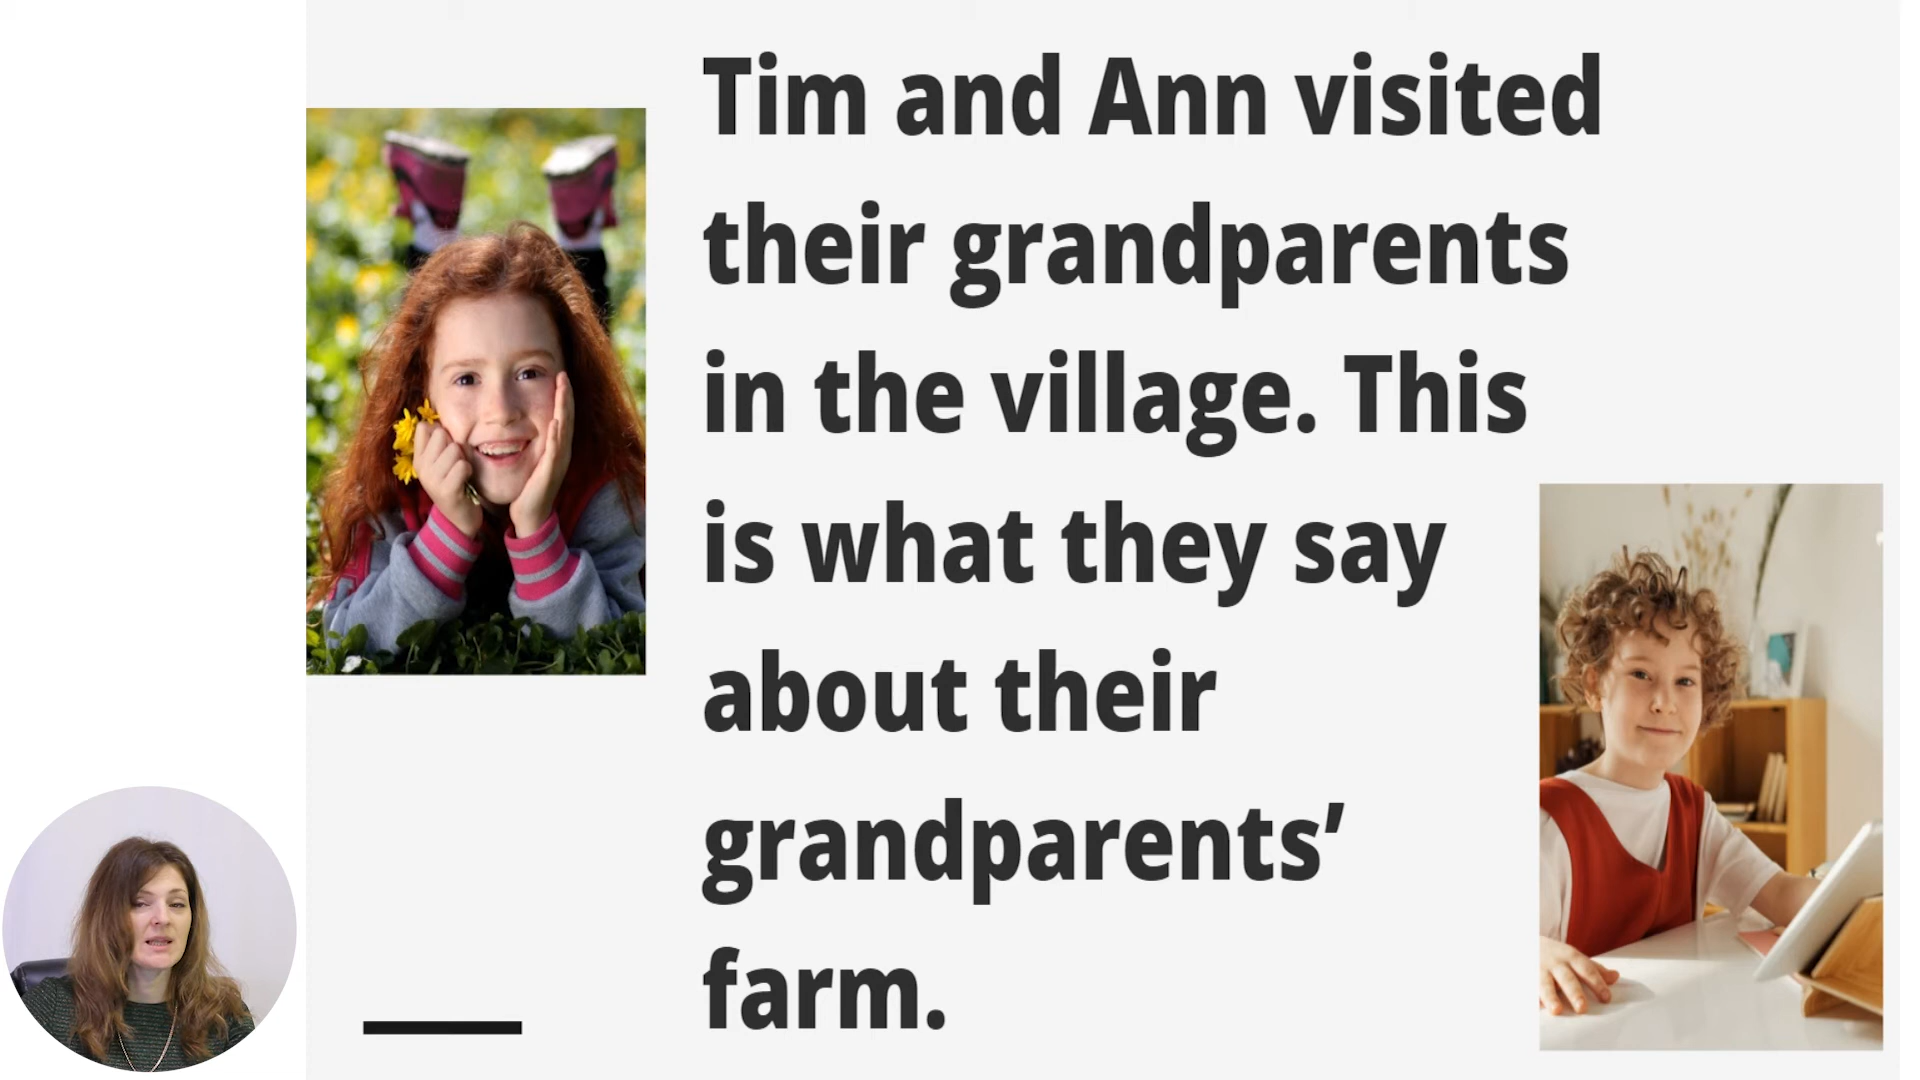 Tim and Ann visited
their grandparents
in the village. This
is what they say
about their
grandparents’
farm.